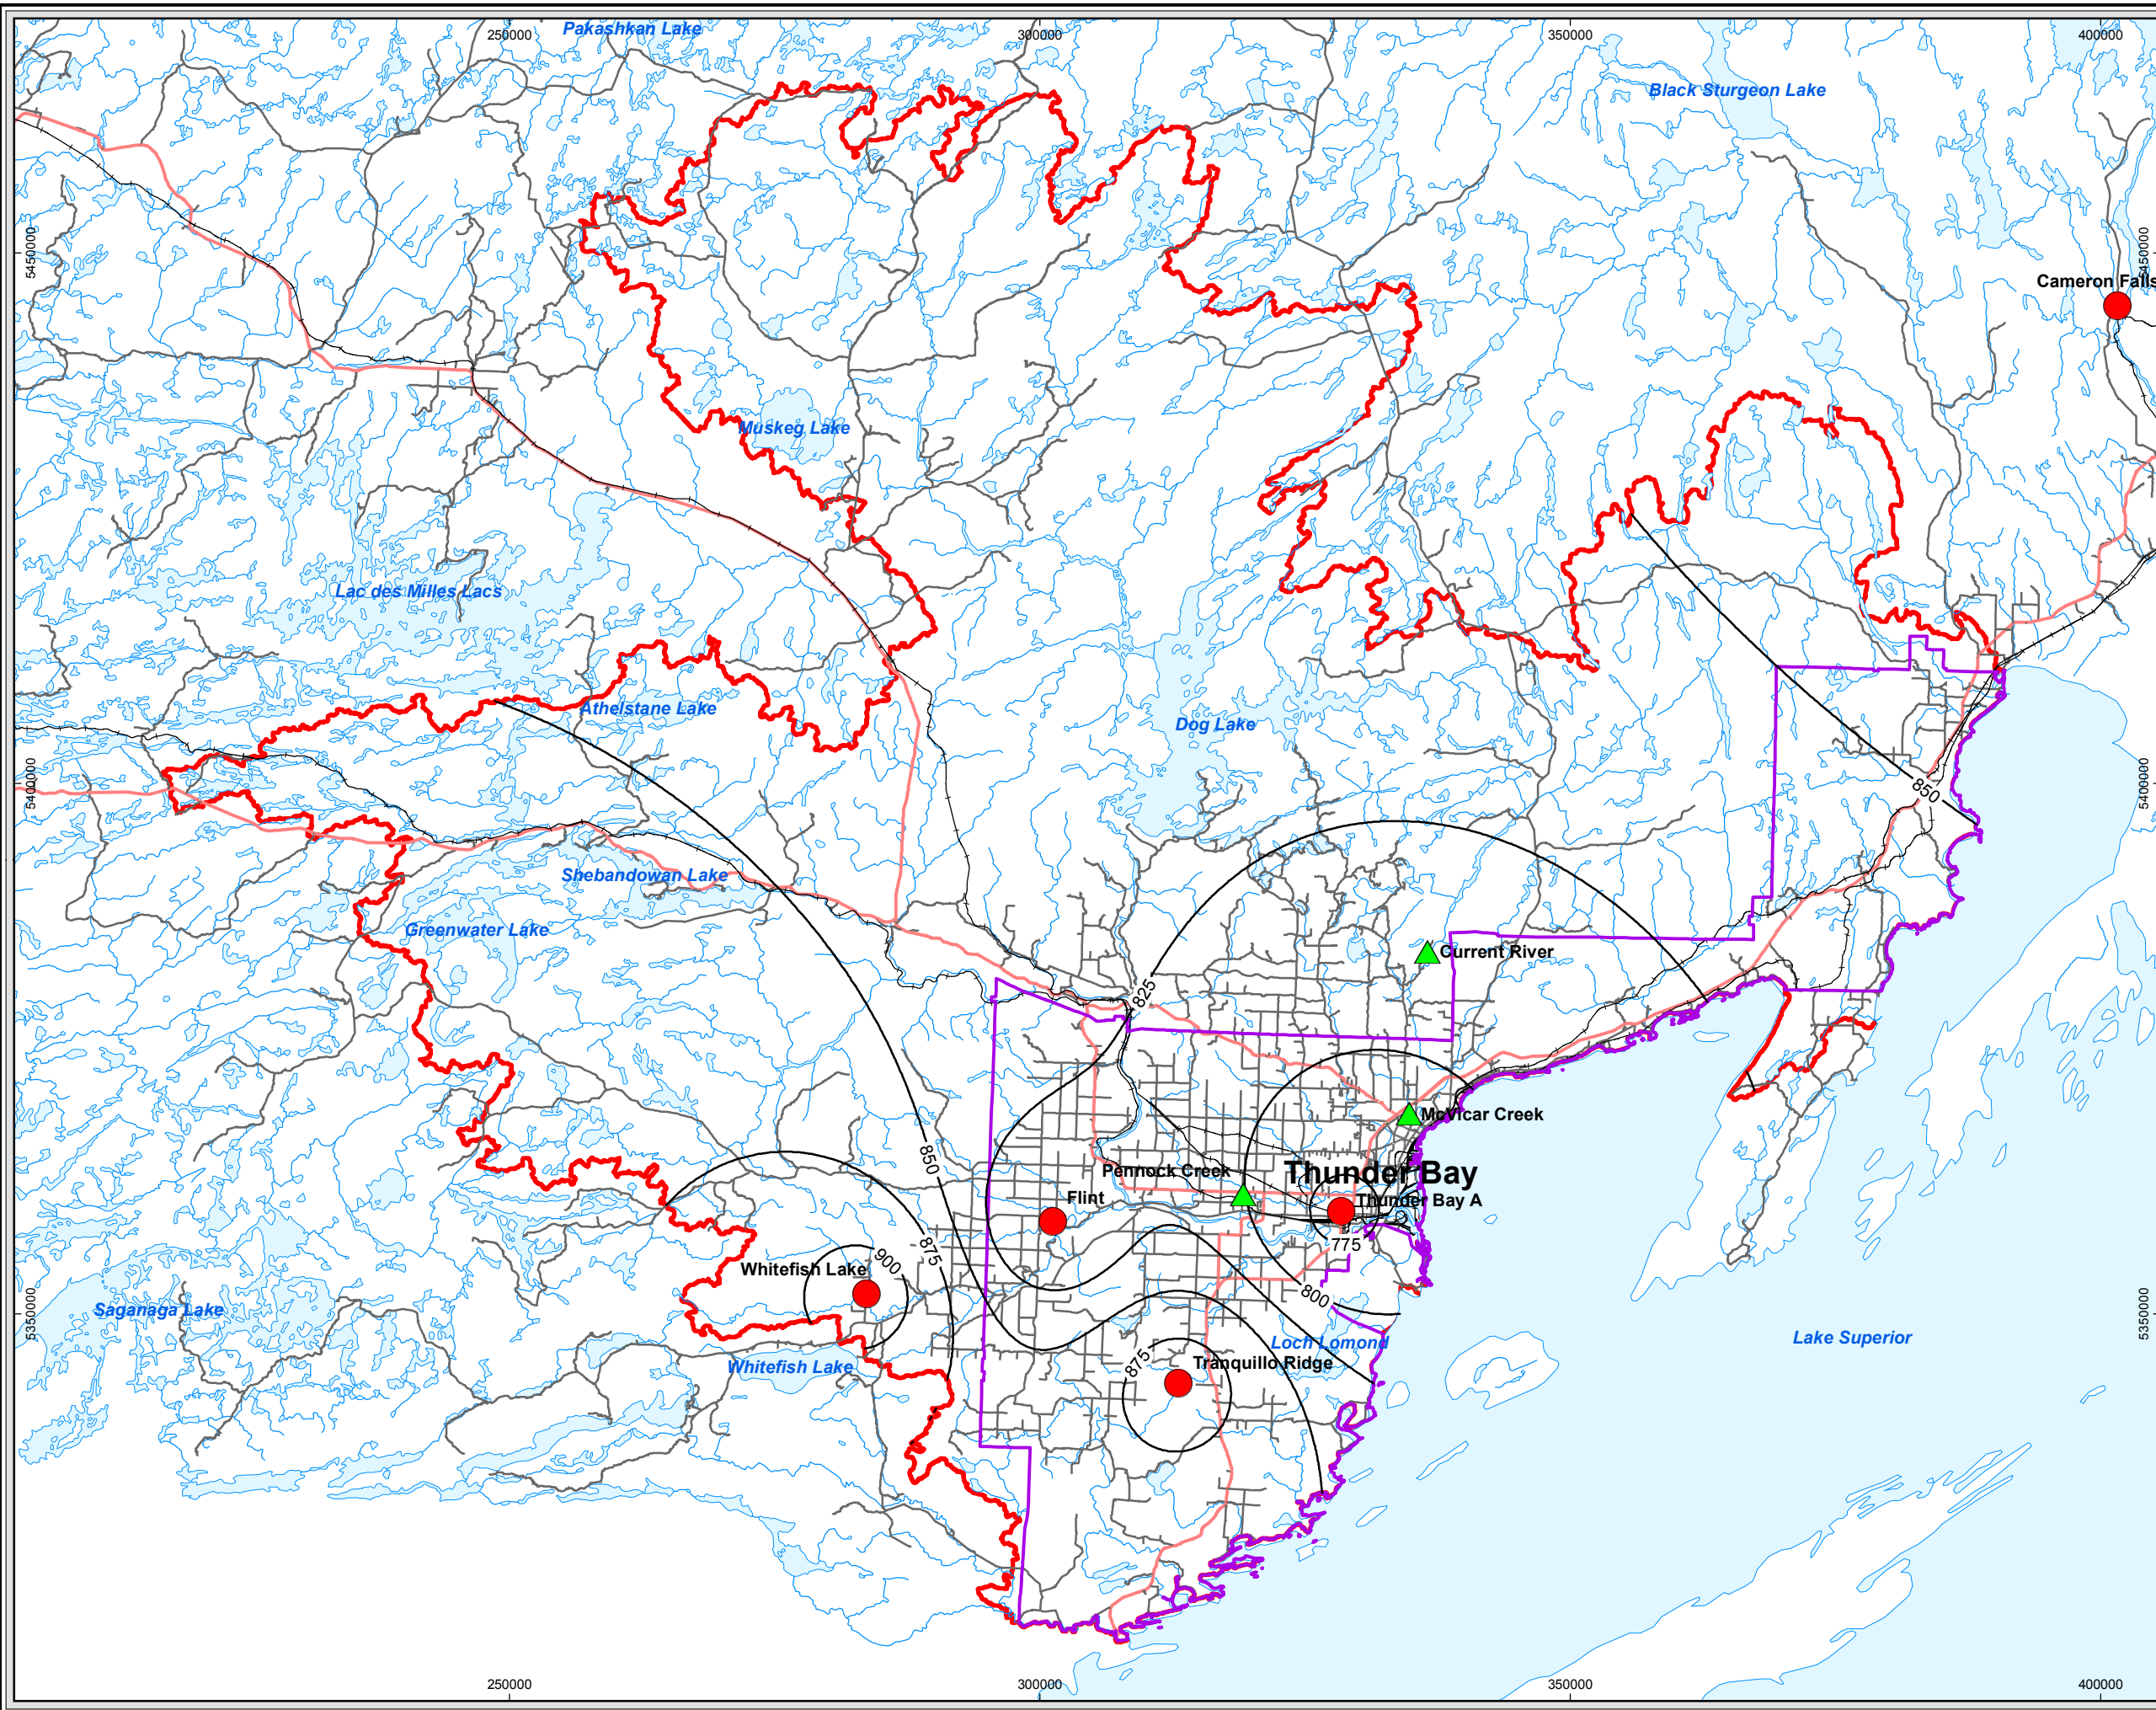 Pakashkan Lake
250000
300000
350000
400000
Black Sturgeon Lake
5450000
5450000
Cameron Falls
Muskeg Lake
Lac des Milles Lacs
Athelstane Lake
Dog Lake
5400000
5400000
850
Shebandowan Lake
Greenwater Lake
Current River
825
McVicar Creek
850
Pennock Creek
Thunder Bay
Flint
Thunder Bay A
875
775
900
Whitefish Lake
800
Saganaga Lake
5350000
5350000
Loch Lomond
Lake Superior
Whitefish Lake
875
Tranquillo Ridge
250000
300000
350000
400000